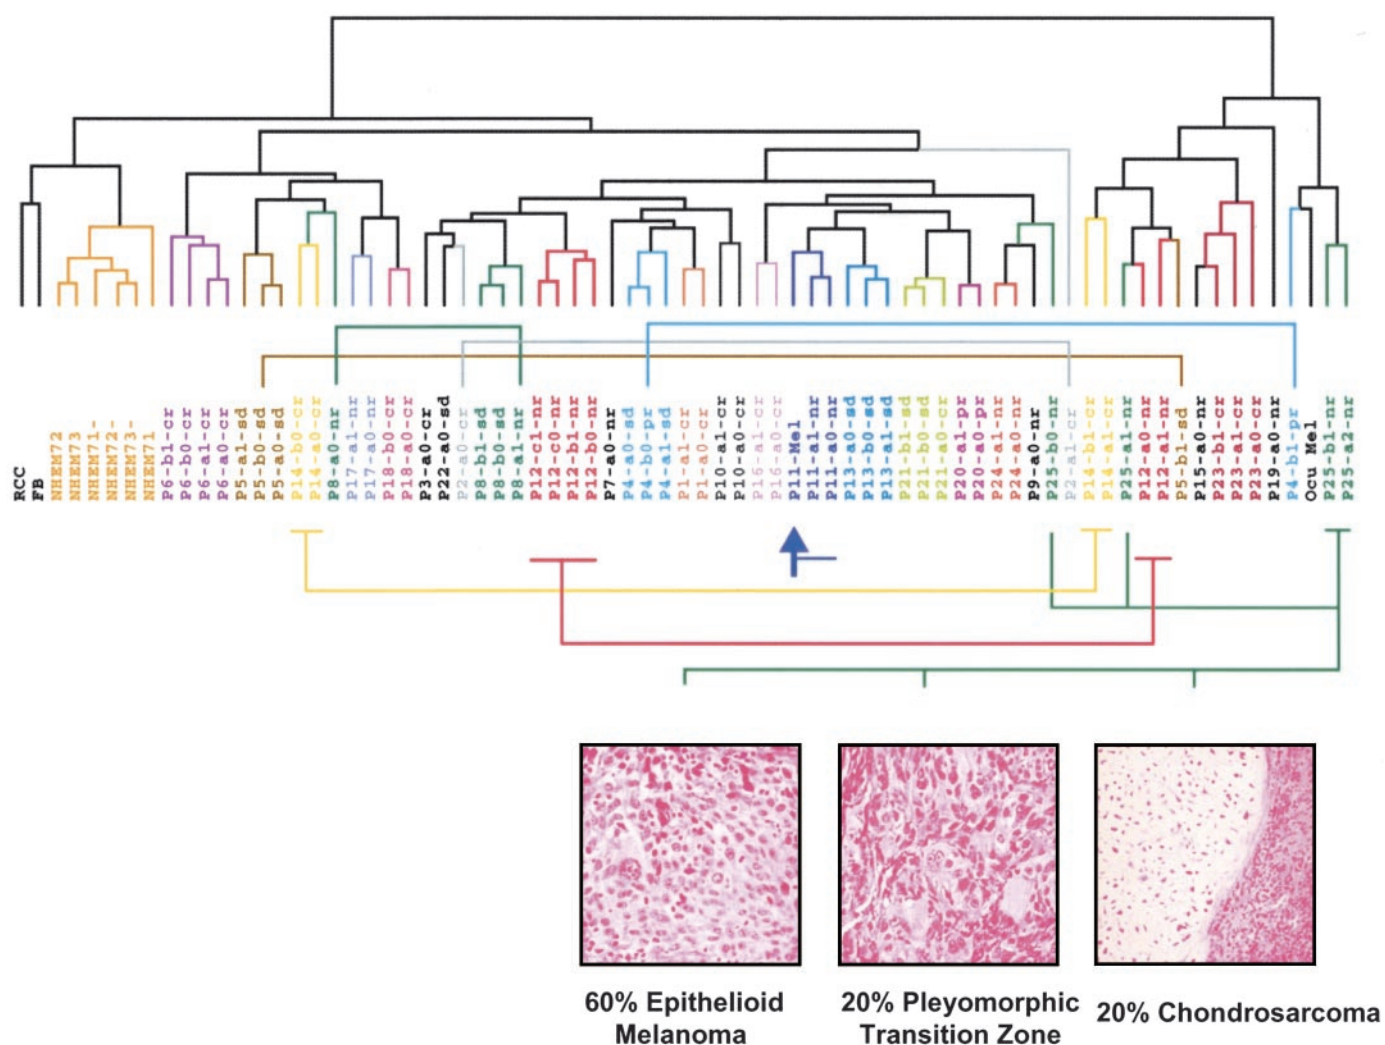 RCC
FB
NHEM72
NHEM73
NHEM71-
NHEM72-
NHEM73-
NHEM71
P6-b1-cr
P6-b0-cr
P6-a1-cr
P6-a0-cr
P5-a1-sd
P5-b0-sd
P5-a0-sd
P14-b0-cr
P14-a0-cr
P8-a0-nr
P17-a1-nr
P17-a0-nr
P18-b0-cr
P18-a0-cr
P3-a0-cr
P22-a0-sd
P2-a0-cr
P8-b1-sd
P8-b0-sd
P8-a1-nr
P12-c1-nr
P12-c0-nr
P12-b1-nr
P12-b0-nr
P7-a0-nr
P4-a0-sd
P4-b0-pr
P4-a1-sd
P1-a1-cr
P1-a0-cr
P10-a1-cr
P10-a0-cr
P16-a1-cr
P16-a0-cr
P11-Mel
P11-a1-nr
P11-a0-nr
P13-a0-sd
P13-b0-sd
P13-a1-sd
P21-b1-sd
P21-b0-sd
P21-a0-cr
P20-a1-pr
P20-a0-pr
P24-a1-nr
P24-a0-nr
P9-a0-nr
P25-b0-nr
P2-a1-cr
P14-b1-cr
P14-a1-cr
P25-a1-nr
P12-a0-nr
P12-a1-nr
P5-b1-sd
P15-a0-nr
P23-b1-cr
P23-a1-cr
P23-a0-cr
P19-a0-nr
P4-b1-pr
Ocu Mel
P25-b1-nr
P25-a2-nr
60% Epithelioid
Melanoma
20% Pleyomorphic
Transition Zone
20% Chondrosarcoma